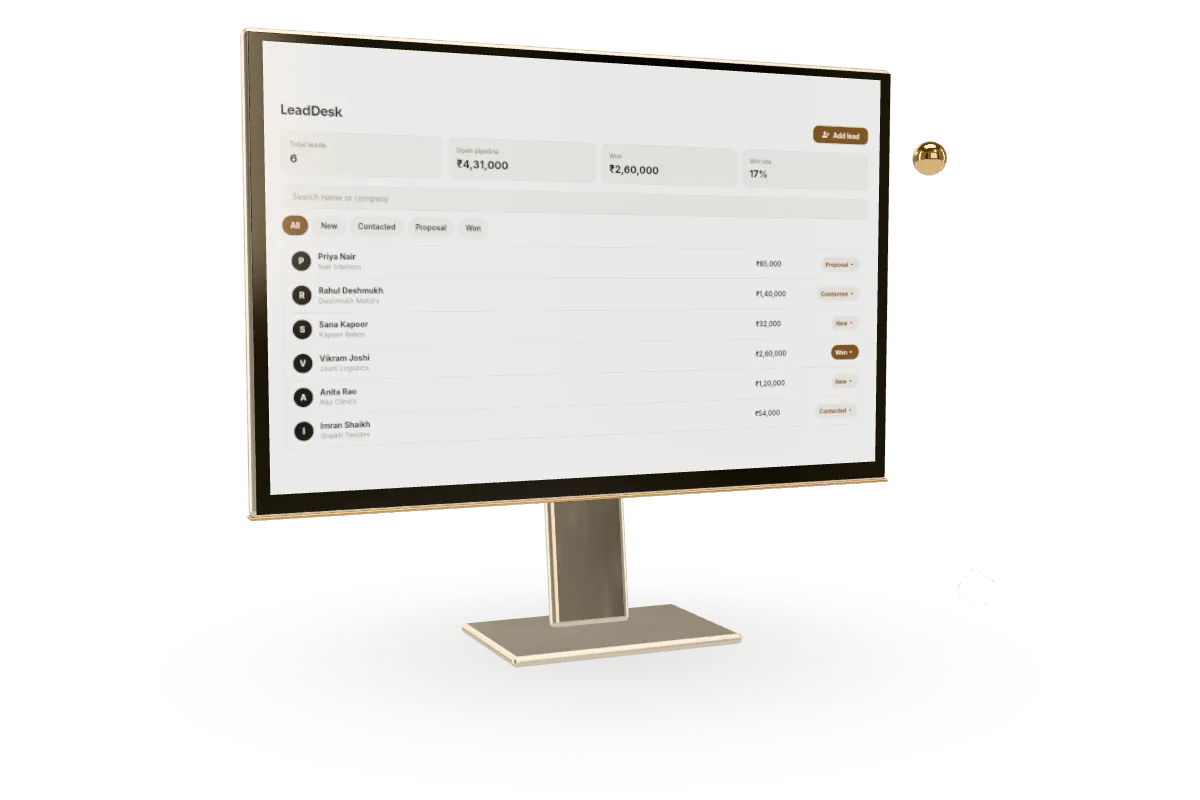 LeadDesk
Add lead
Total leads
6
Open pipeline
₹4,31,000
Won
₹2,60,000
Win rate
17%
Search name or company
All New Contacted Proposal Won
P Priya Nair ₹85,000 Proposal
Nair Interiors
R Rahul Deshmukh ₹1,40,000 Contacted
Deshmukh Motors
S Sana Kapoor ₹32,000 New
Kapoor Bakes
V Vikram Joshi ₹2,60,000 Won
Joshi Logistics
A Anita Rao ₹1,20,000 New
Rao Clinics
I Imran Shaikh ₹54,000 Contacted
Shaikh Textiles